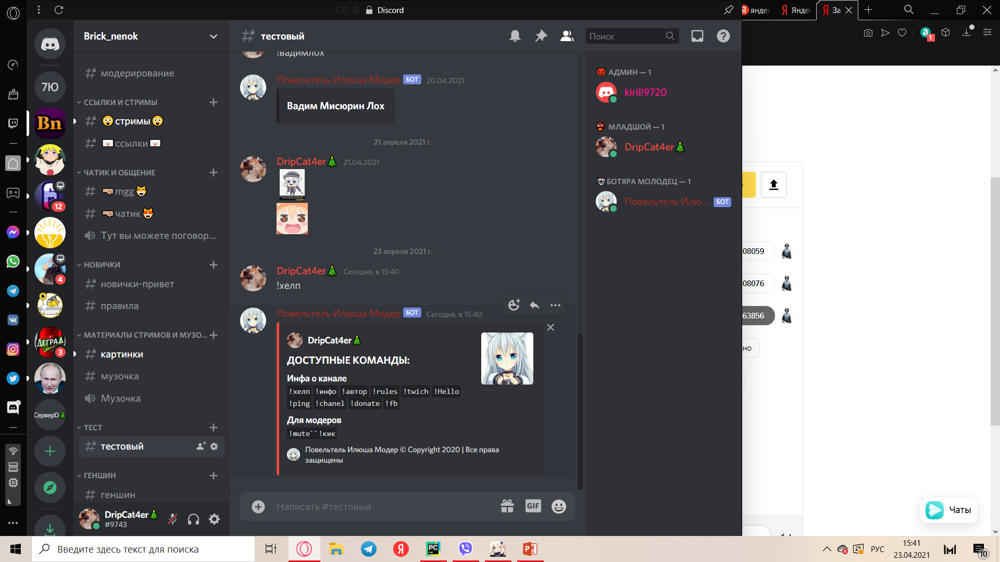 Discord
яндек
Яндe
За
Brick_nenok
модерирование
ССЫЛКИ И СТРИМЫ
стримы
ссылки
ЧАТИК И ОБЩЕНИЕ
mgg
чатик
Тут вы можете поговор...
НОВИЧКИ
новички-привет
правила
МАТЕРИАЛЫ СТРИМОВ И МУЗО...
картинки
музочка
Музочка
ТЕСТ
тестовый
ГЕНШИН
геншин
DripCat4er
#9743
7Ю
Bn
12
4
ДЕГРАД
3
СерверD
тестовый
Поиск
!вадимлох
Повельтель Илюша Модер БОТ 20.04.2021
Вадим Мисюрин Лох
21 апреля 2021 г.
DripCat4er 21.04.2021
23 апреля 2021 г.
DripCat4er Сегодня, в 15:40
!хелп
Повельтель Илюша Модер БОТ Сегодня, в 15:40
DripCat4er
ДОСТУПНЫЕ КОМАНДЫ:
Инфа о канале
!хелп !инфо !автор !rules !twich !Hello
!ping !chanel !donate !fb
Для модеров
!mute``!кик
Повельтель Илюша Модер © Copyright 2020 | Все права
защищены
Написать #тестовый
GIF
АДМИН — 1
kirill9720
МЛАДШОЙ — 1
DripCat4er
БОТЯРА МОЛОДЕЦ — 1
Повельтель Илю... БОТ
1
08059
08076
63856
но
Чаты
Введите здесь текст для поиска
PC
РУС
15:41
23.04.2021
10